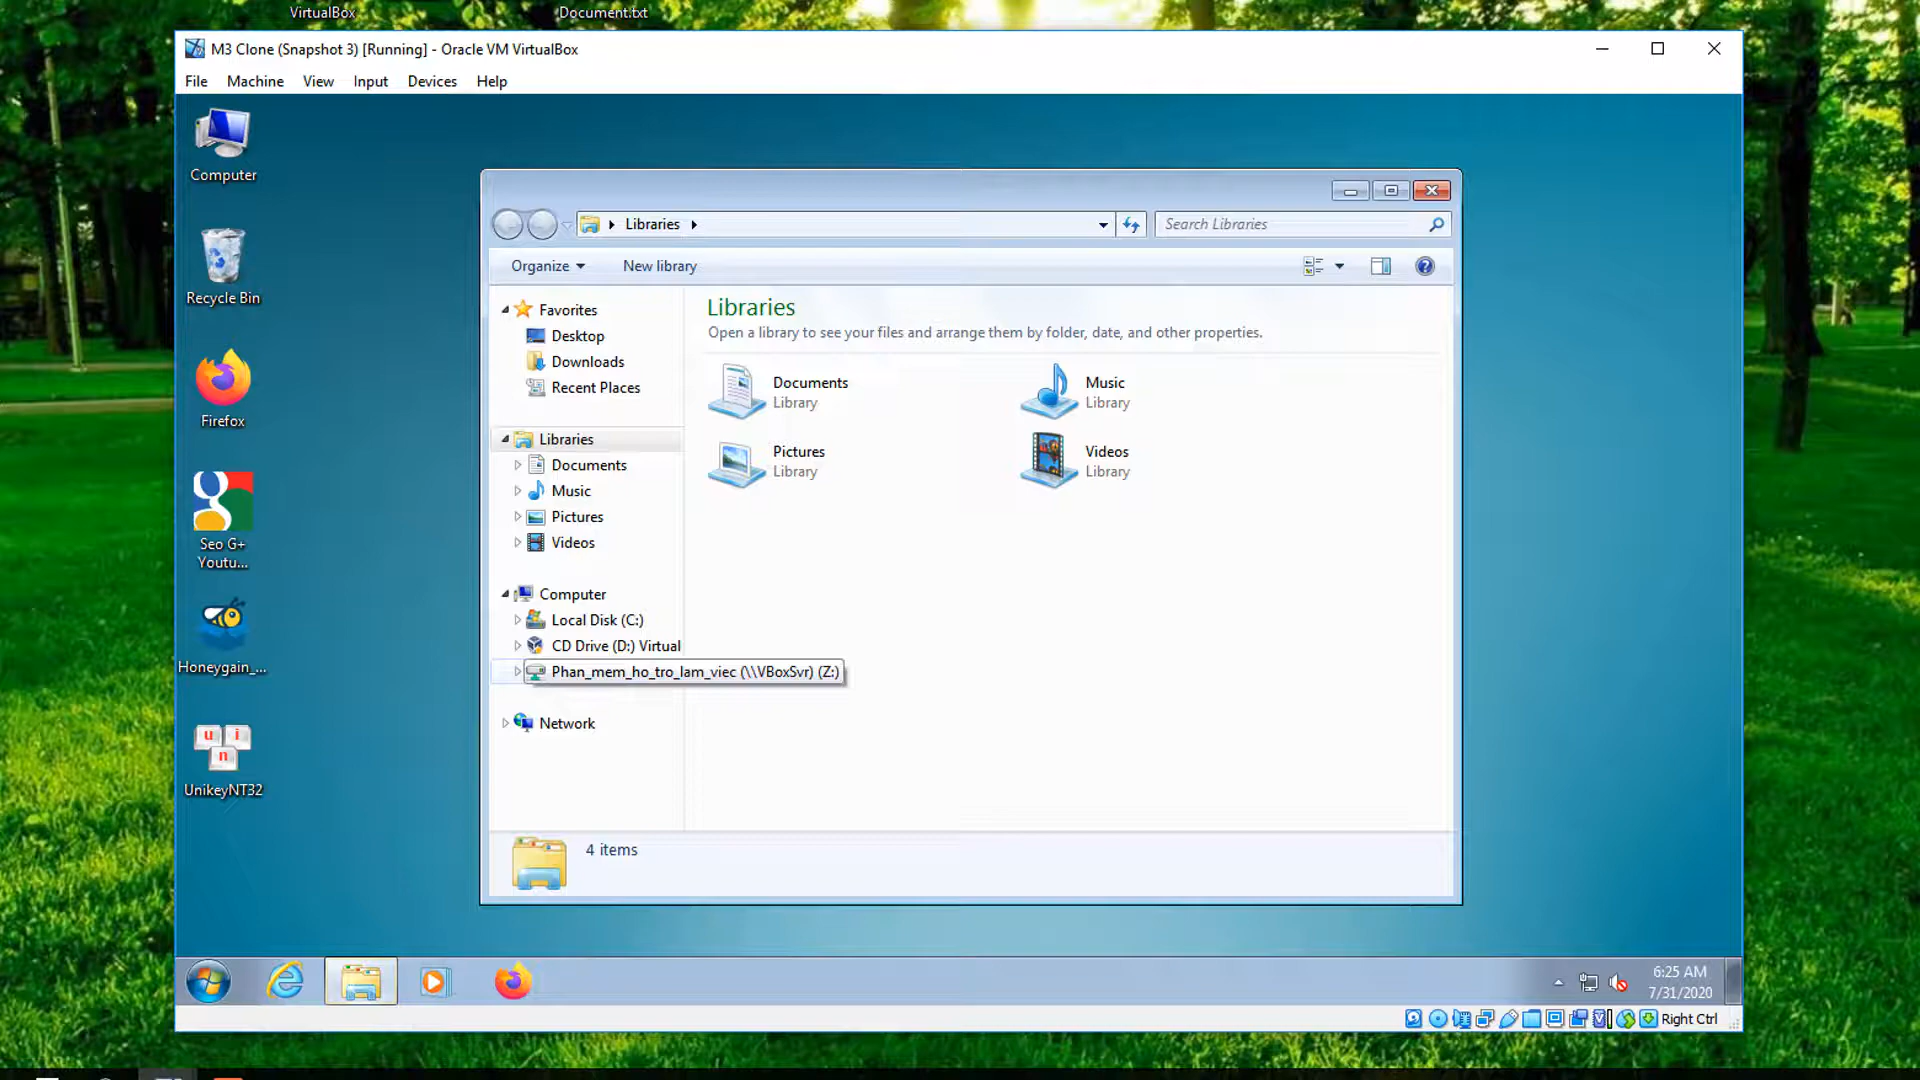 VirtualBox
Document.txt
M3 Clone (Snapshot 3) [Running] - Oracle VM VirtualBox
File Machine View Input Devices Help
Computer
Recycle Bin
Firefox
Seo G+
Youtu...
Honeygain_...
UnikeyNT32
Libraries
Search Libraries
Organize
New library
Favorites
Desktop
Downloads
Recent Places
Libraries
Documents
Music
Pictures
Videos
Computer
Local Disk (C:)
CD Drive (D:) Virtual
Phan_mem_ho_tro_lam_viec (\\VBoxSvr) (Z:)
Network
Libraries
Open a library to see your files and arrange them by folder, date, and other properties.
Documents
Library
Music
Library
Pictures
Library
Videos
Library
4 items
6:25 AM
7/31/2020
Right Ctrl